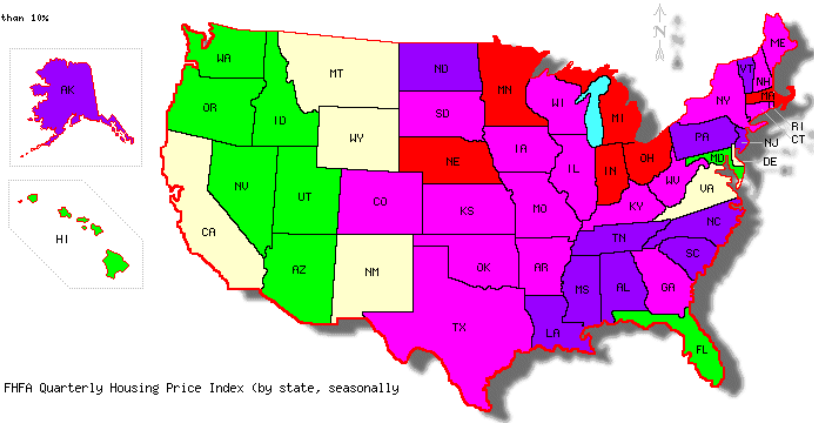 than 10%
N
N
ME
WA
MT
ND
MN
VT
NH
AK
OR
ID
SD
WI
MI
NY
MA
RI
CT
WY
IA
PA
NJ
NE
IL
IN
OH
MD
DE
NV
UT
CO
KS
MO
KY
WV
VA
HI
CA
AZ
NM
OK
AR
TN
NC
SC
TX
LA
MS
AL
GA
FL
FHFA Quarterly Housing Price Index (by state, seasonally